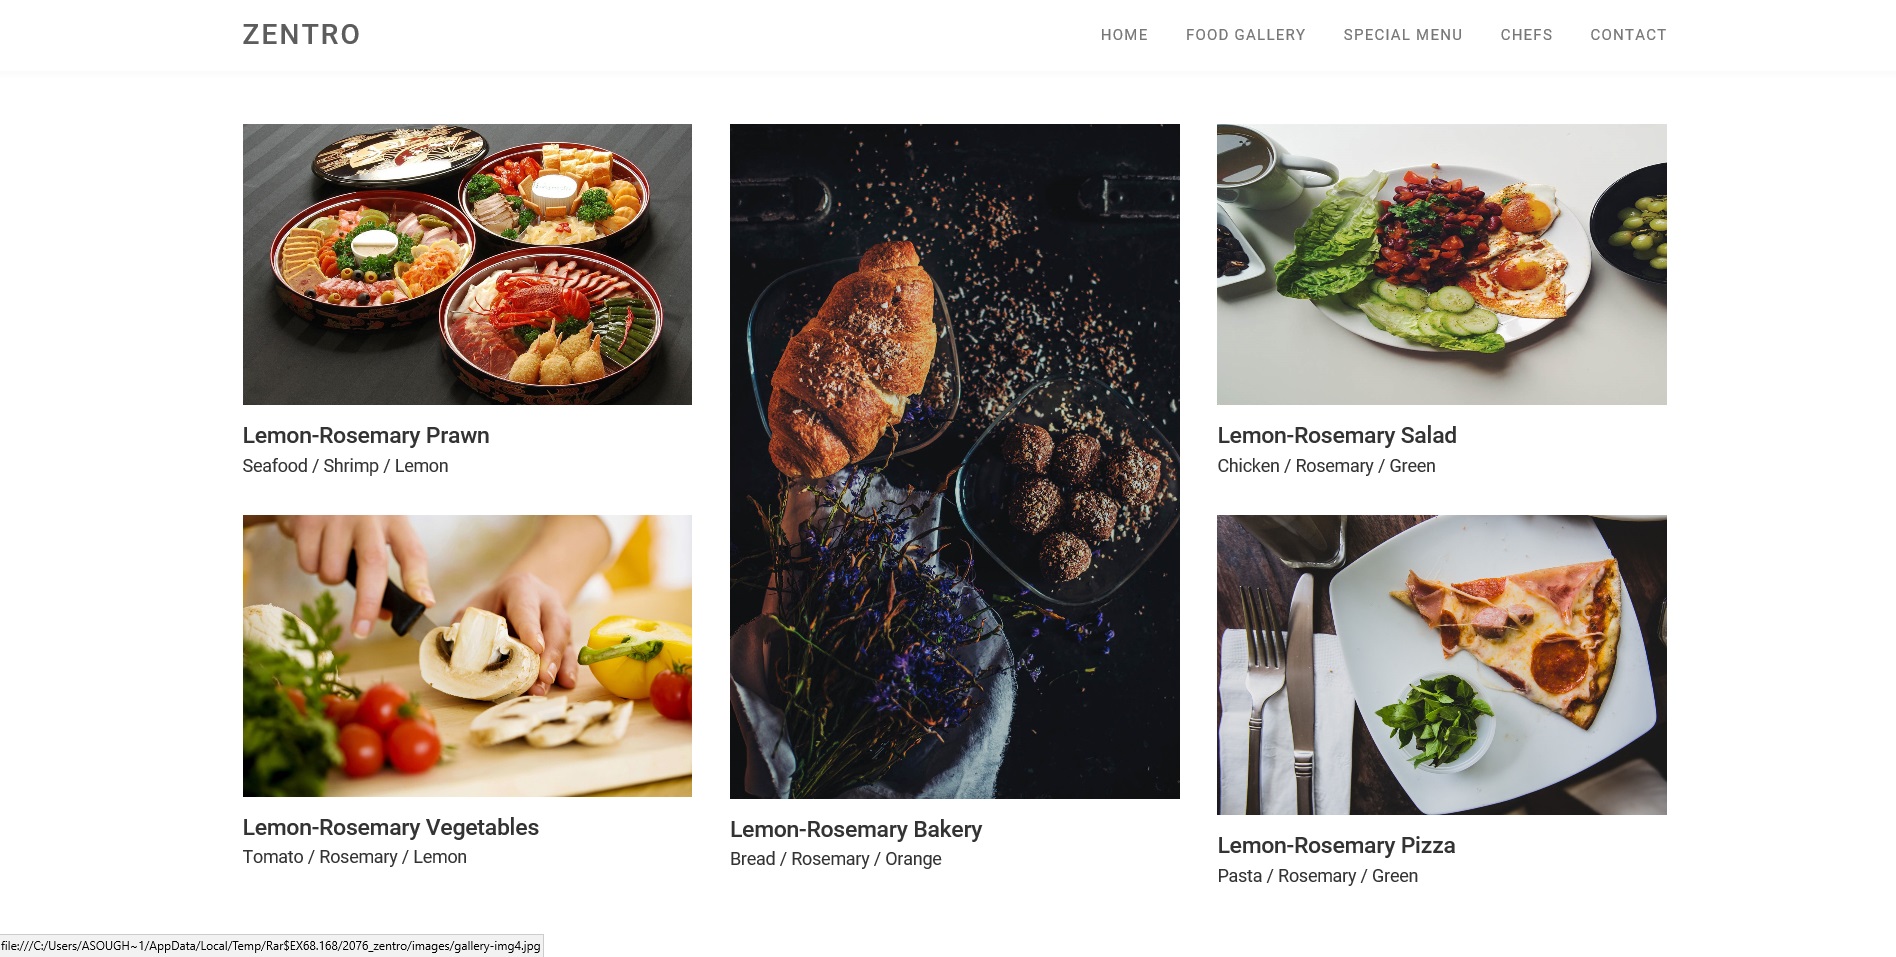 ZENTRO
HOME
FOOD GALLERY
SPECIAL MENU
CHEFS
CONTACT
Lemon-Rosemary Prawn
Seafood / Shrimp / Lemon
Lemon-Rosemary Vegetables
Tomato / Rosemary / Lemon
Lemon-Rosemary Bakery
Bread / Rosemary / Orange
Lemon-Rosemary Salad
Chicken / Rosemary / Green
Lemon-Rosemary Pizza
Pasta / Rosemary / Green
file:///C:/Users/ASOUGH~1/AppData/Local/Temp/Rar$EX68.168/2076_zentro/images/gallery-img4.jpg